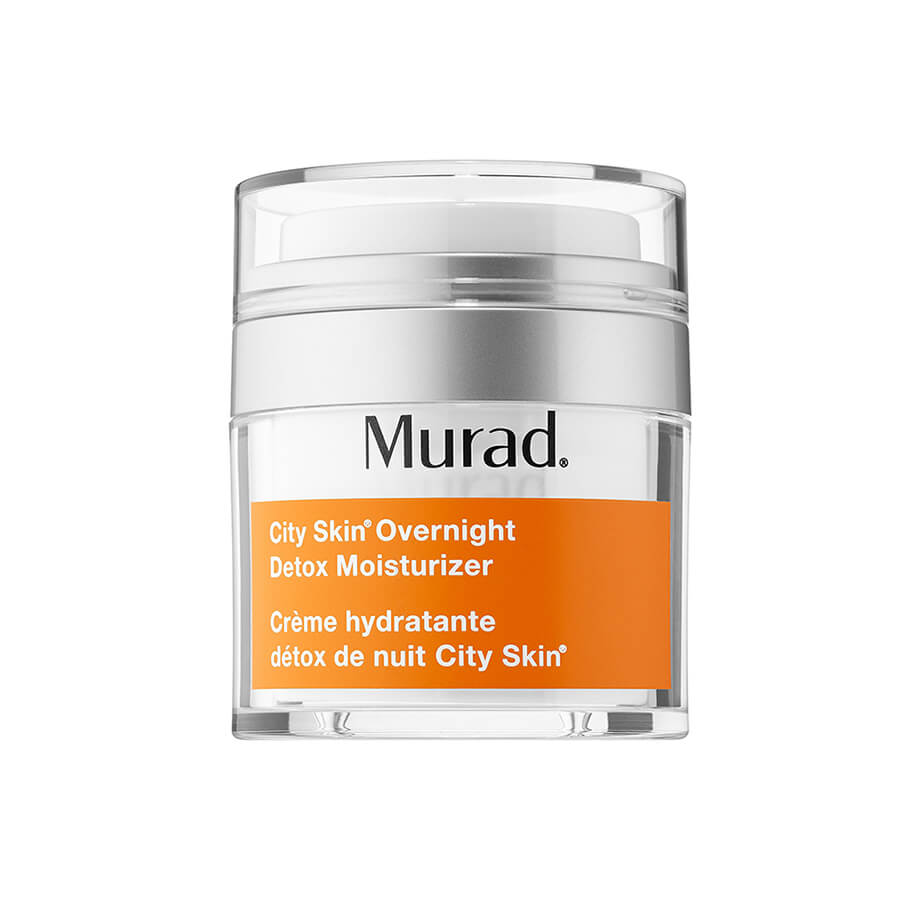 Murad®
City Skin® Overnight
Detox Moisturizer
Crème hydratante
détox de nuit City Skin®